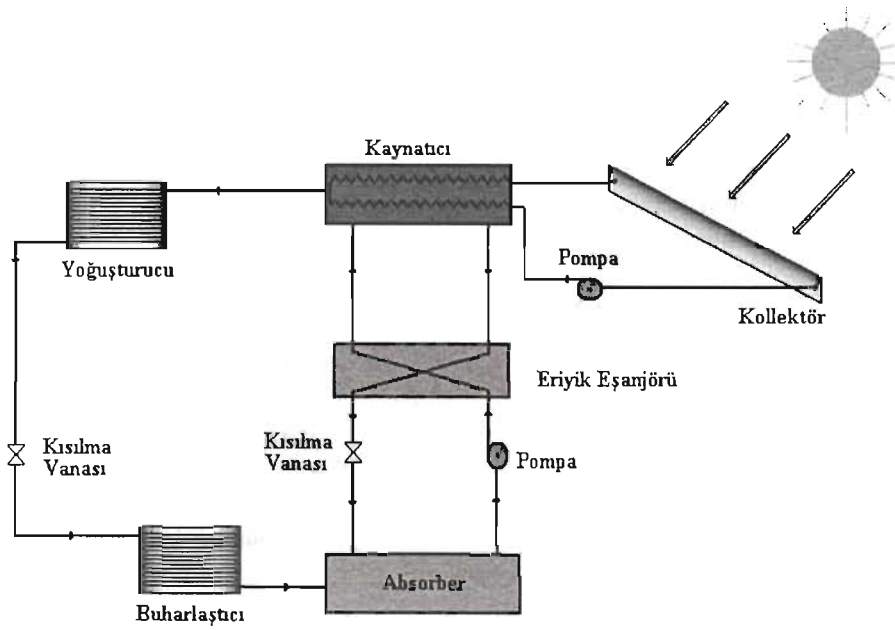 Kaynatıcı
Yoğuşturucu
Pompa
Kollektör
Eriyik Eşanjörü
Kısılma
Vanası
Kısılma
Vanası
Pompa
Absorber
Buharlaştıcı